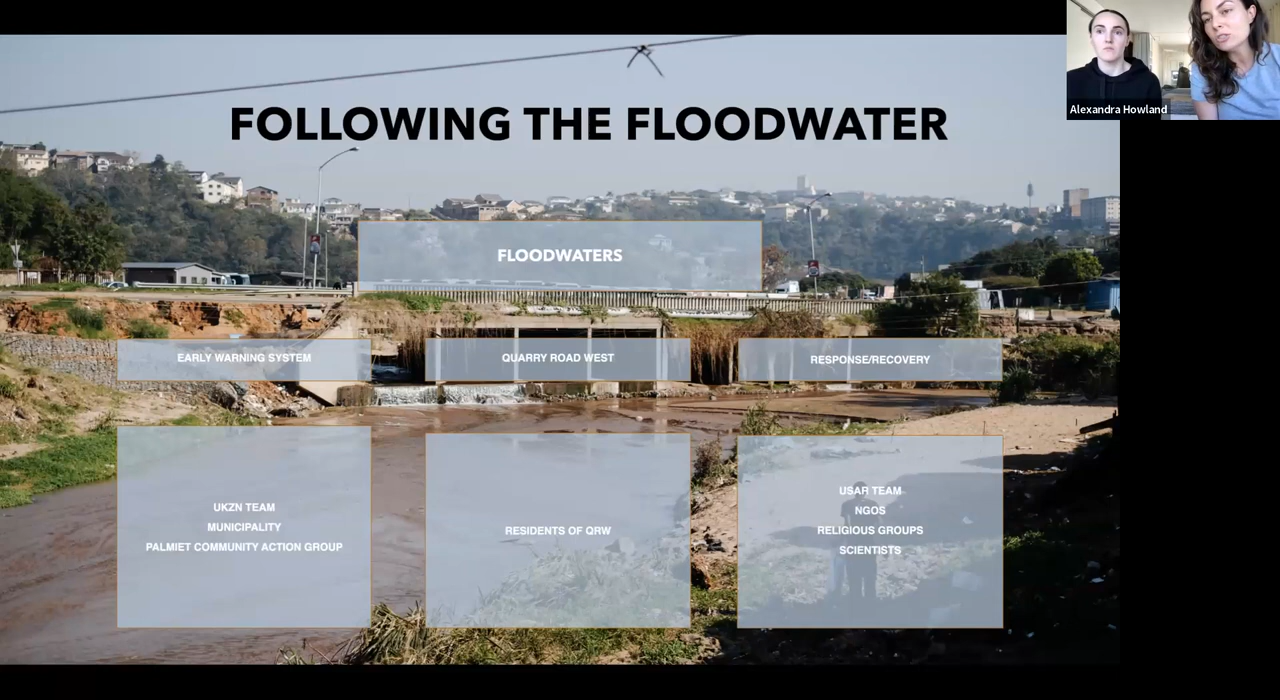 Alexandra Howland
FOLLOWING THE FLOODWATER
FLOODWATERS
EARLY WARNING SYSTEM
QUARRY ROAD WEST
RESPONSE/RECOVERY
UKZN TEAM
MUNICIPALITY
PALMIET COMMUNITY ACTION GROUP
RESIDENTS OF QRW
USAR TEAM
NGOS
RELIGIOUS GROUPS
SCIENTISTS